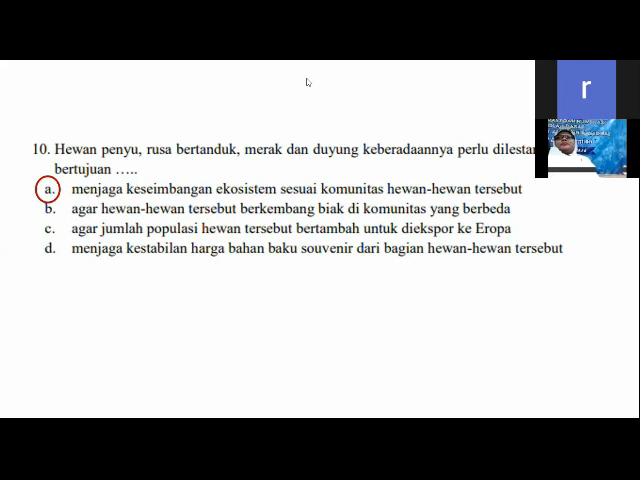 r
10. Hewan penyu, rusa bertanduk, merak dan duyung keberadaannya perlu
bertujuan …..
a. menjaga keseimbangan ekosistem sesuai komunitas hewan-hewan tersebut
b. agar hewan-hewan tersebut berkembang biak di komunitas yang berbeda
c. agar jumlah populasi hewan tersebut bertambah untuk diekspor ke Eropa
d. menjaga kestabilan harga bahan baku souvenir dari bagian hewan-hewan tersebut